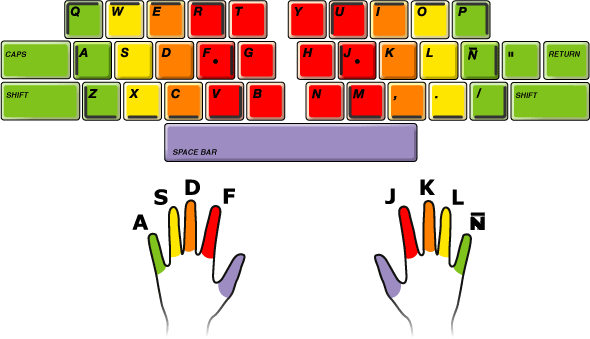 Q W E R T Y U I O P
CAPS A S D F G H J K L Ñ " RETURN
SHIFT Z X C V B N M , . / SHIFT
SPACE BAR
A S D F J K L Ñ